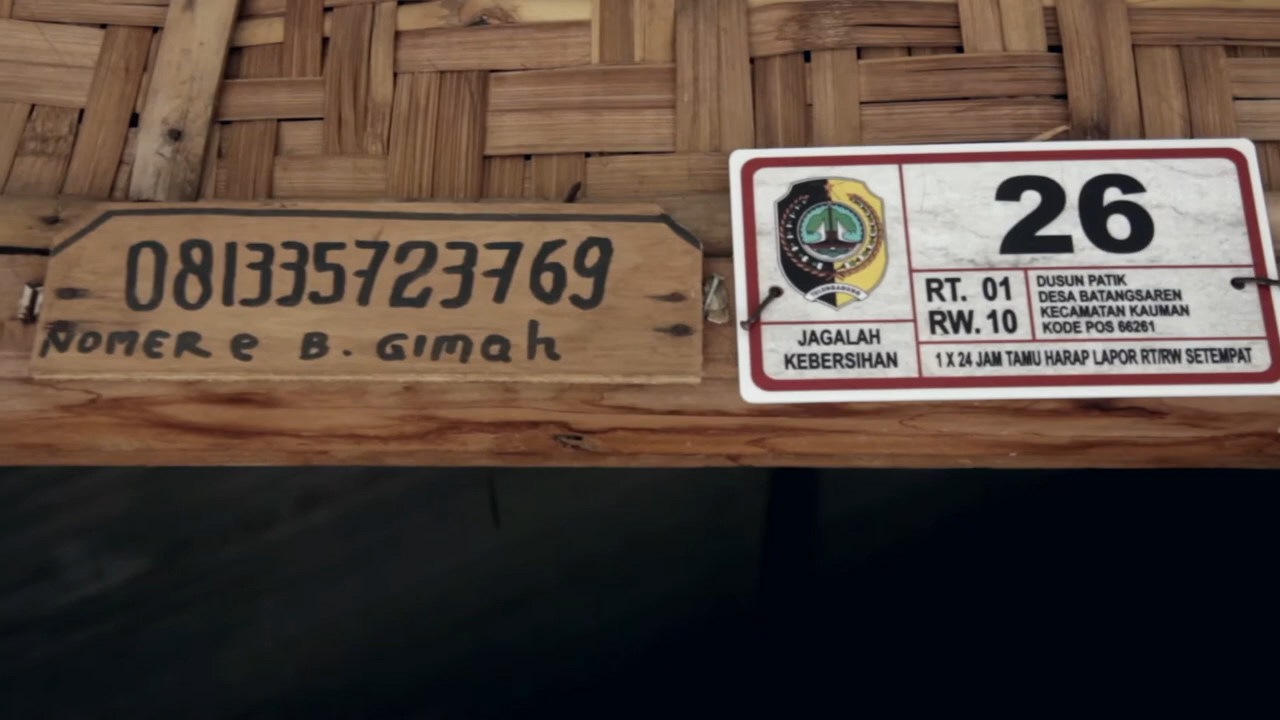 081335723769
NOMER e B. GIMAh
26
RT. 01
RW. 10
DUSUN PATIK
DESA BATANGSAREN
KECAMATAN KAUMAN
KODE POS 66261
JAGALAH
KEBERSIHAN
1 X 24 JAM TAMU HARAP LAPOR RT/RW SETEMPAT
TULUNGAGUNG